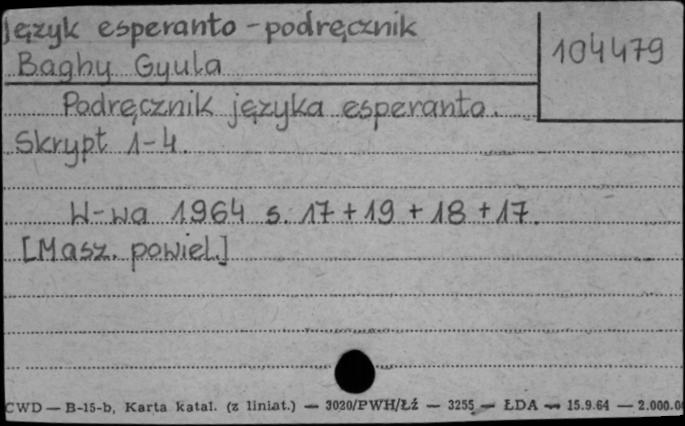 Język esperanto - podręcznik
104479
Baghy Gyula
Podręcznik języka esperanto.
Skrypt 1-4.
W-wa 1964 s. 17 + 19 + 18 + 17.
[Masz. powiel.]
CWD — B-15-b, Karta katal. (z liniat.) — 3020/PWH/Łź — 3255 — ŁDA — 15.9.64 — 2.000.0